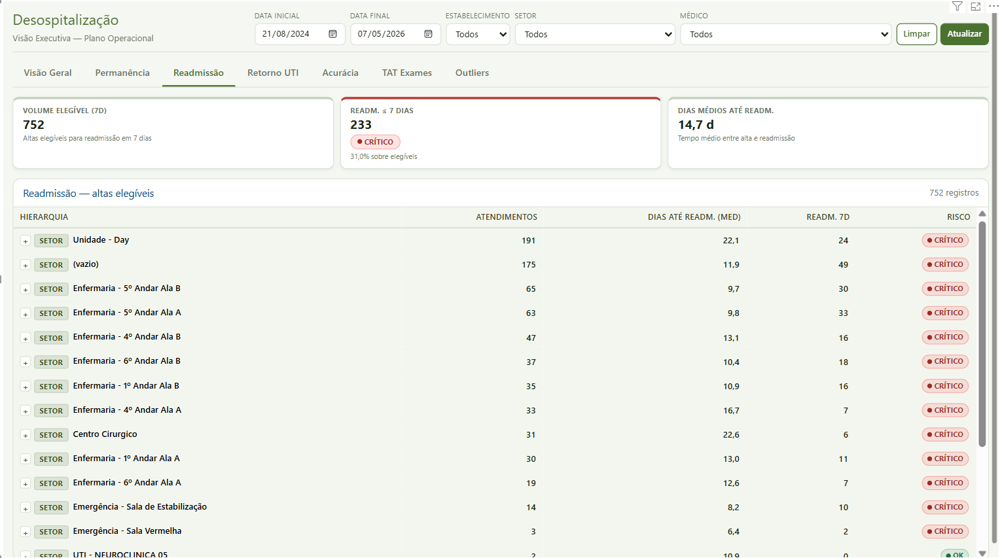 Desospitalização
Visão Executiva — Plano Operacional
DATA INICIAL DATA FINAL ESTABELECIMENTO SETOR MÉDICO
21/08/2024 07/05/2026 Todos Todos Todos Limpar Atualizar
Visão Geral Permanência Readmissão Retorno UTI Acurácia TAT Exames Outliers
VOLUME ELEGÍVEL (7D)
752
Altas elegíveis para readmissão em 7 dias
READM. ≤ 7 DIAS
233
CRÍTICO
31,0% sobre elegíveis
DIAS MÉDIOS ATÉ READM.
14,7 d
Tempo médio entre alta e readmissão
Readmissão — altas elegíveis 752 registros
HIERARQUIA ATENDIMENTOS DIAS ATÉ READM. (MED) READM. 7D RISCO
+ SETOR Unidade - Day 191 22,1 24 CRÍTICO
+ SETOR (vazio) 175 11,9 49 CRÍTICO
+ SETOR Enfermaria - 5º Andar Ala B 65 9,7 30 CRÍTICO
+ SETOR Enfermaria - 5º Andar Ala A 63 9,8 33 CRÍTICO
+ SETOR Enfermaria - 4º Andar Ala B 47 13,1 16 CRÍTICO
+ SETOR Enfermaria - 6º Andar Ala B 37 10,4 18 CRÍTICO
+ SETOR Enfermaria - 1º Andar Ala B 35 10,9 16 CRÍTICO
+ SETOR Enfermaria - 4º Andar Ala A 33 16,7 7 CRÍTICO
+ SETOR Centro Cirurgico 31 22,6 6 CRÍTICO
+ SETOR Enfermaria - 1º Andar Ala A 30 13,0 11 CRÍTICO
+ SETOR Enfermaria - 6º Andar Ala A 19 12,6 7 CRÍTICO
+ SETOR Emergência - Sala de Estabilização 14 8,2 10 CRÍTICO
+ SETOR Emergência - Sala Vermelha 3 6,4 2 CRÍTICO
+ SETOR UTI - NEUROCLINICA 05 2 10,9 0 OK